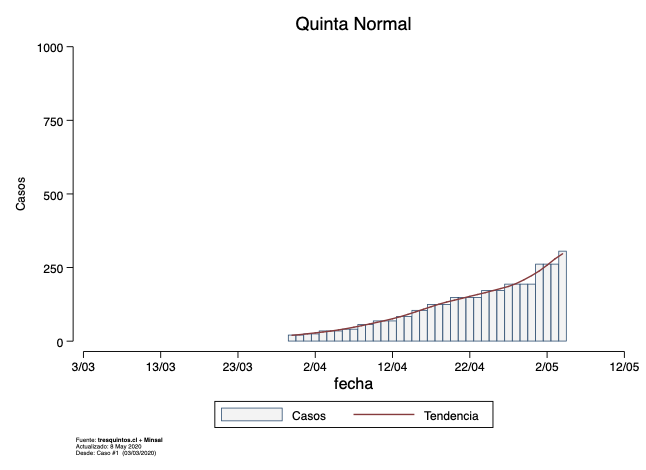 Quinta Normal
1000
750
500
250
0
Casos
3/03 13/03 23/03 2/04 12/04 22/04 2/05 12/05
fecha
Casos Tendencia
Fuente: tresquintos.cl + Minsal
Actualizado: 8 May 2020
Desde: Caso #1 (03/03/2020)